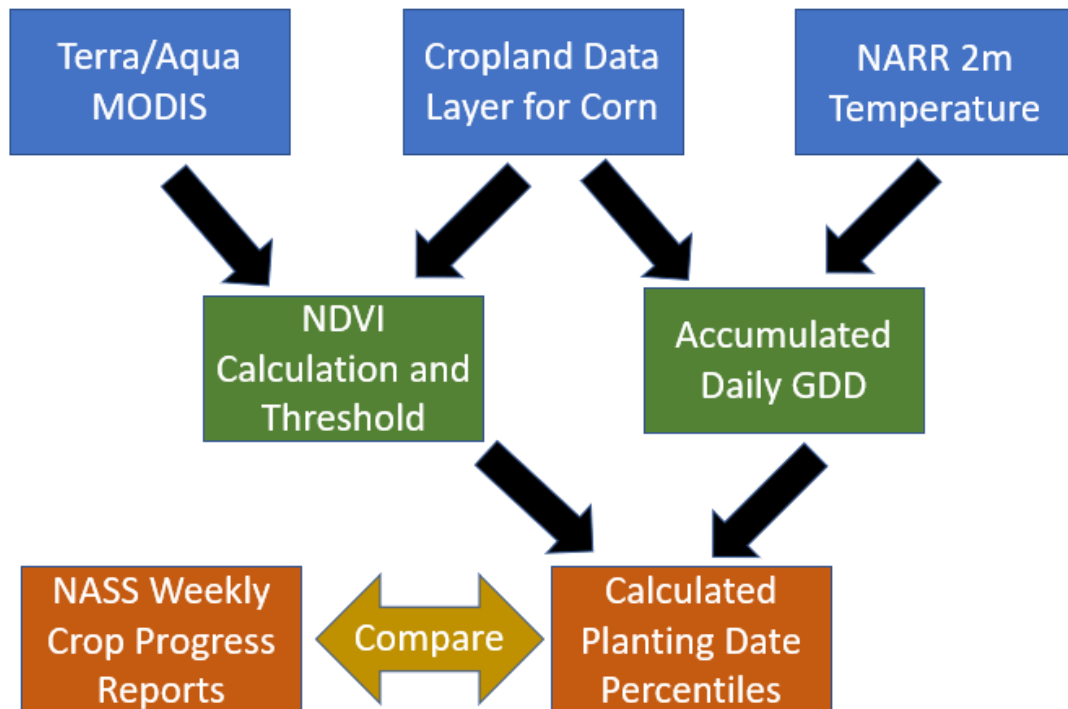 Terra/Aqua
MODIS
Cropland Data
Layer for Corn
NARR 2m
Temperature
NDVI
Calculation and
Threshold
Accumulated
Daily GDD
NASS Weekly
Crop Progress
Reports
Compare
Calculated
Planting Date
Percentiles